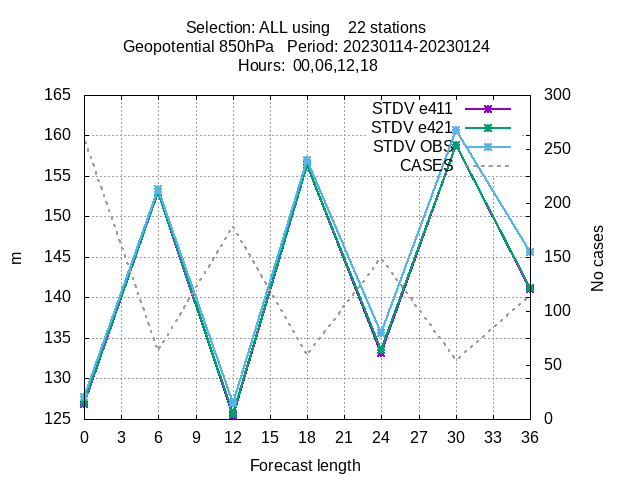 Selection: ALL using    22 stations
Geopotential 850hPa   Period: 20230114-20230124
Hours:  00,06,12,18
165
160
155
150
145
140
135
130
125
m
STDV e411
STDV e421
STDV OBS
CASES
300
250
200
150
100
50
0
No cases
0 3 6 9 12 15 18 21 24 27 30 33 36
Forecast length